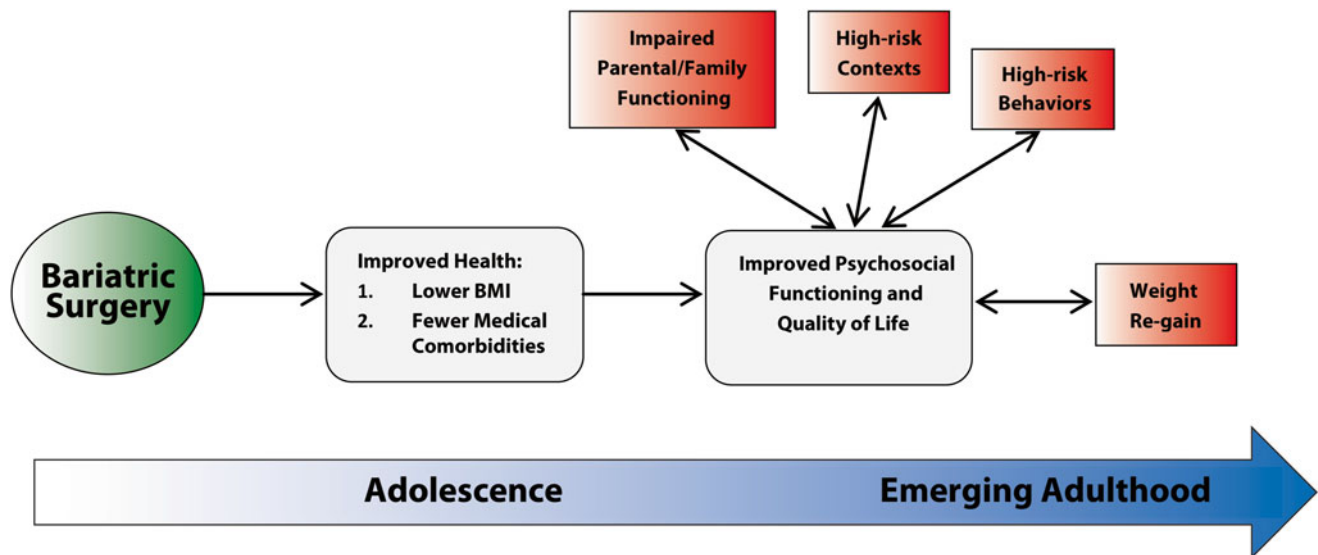 Impaired
Parental/Family
Functioning
High-risk
Contexts
High-risk
Behaviors
Bariatric
Surgery
Improved Health:
1. Lower BMI
2. Fewer Medical
Comorbidities
Improved Psychosocial
Functioning and
Quality of Life
Weight
Re-gain
Adolescence
Emerging Adulthood